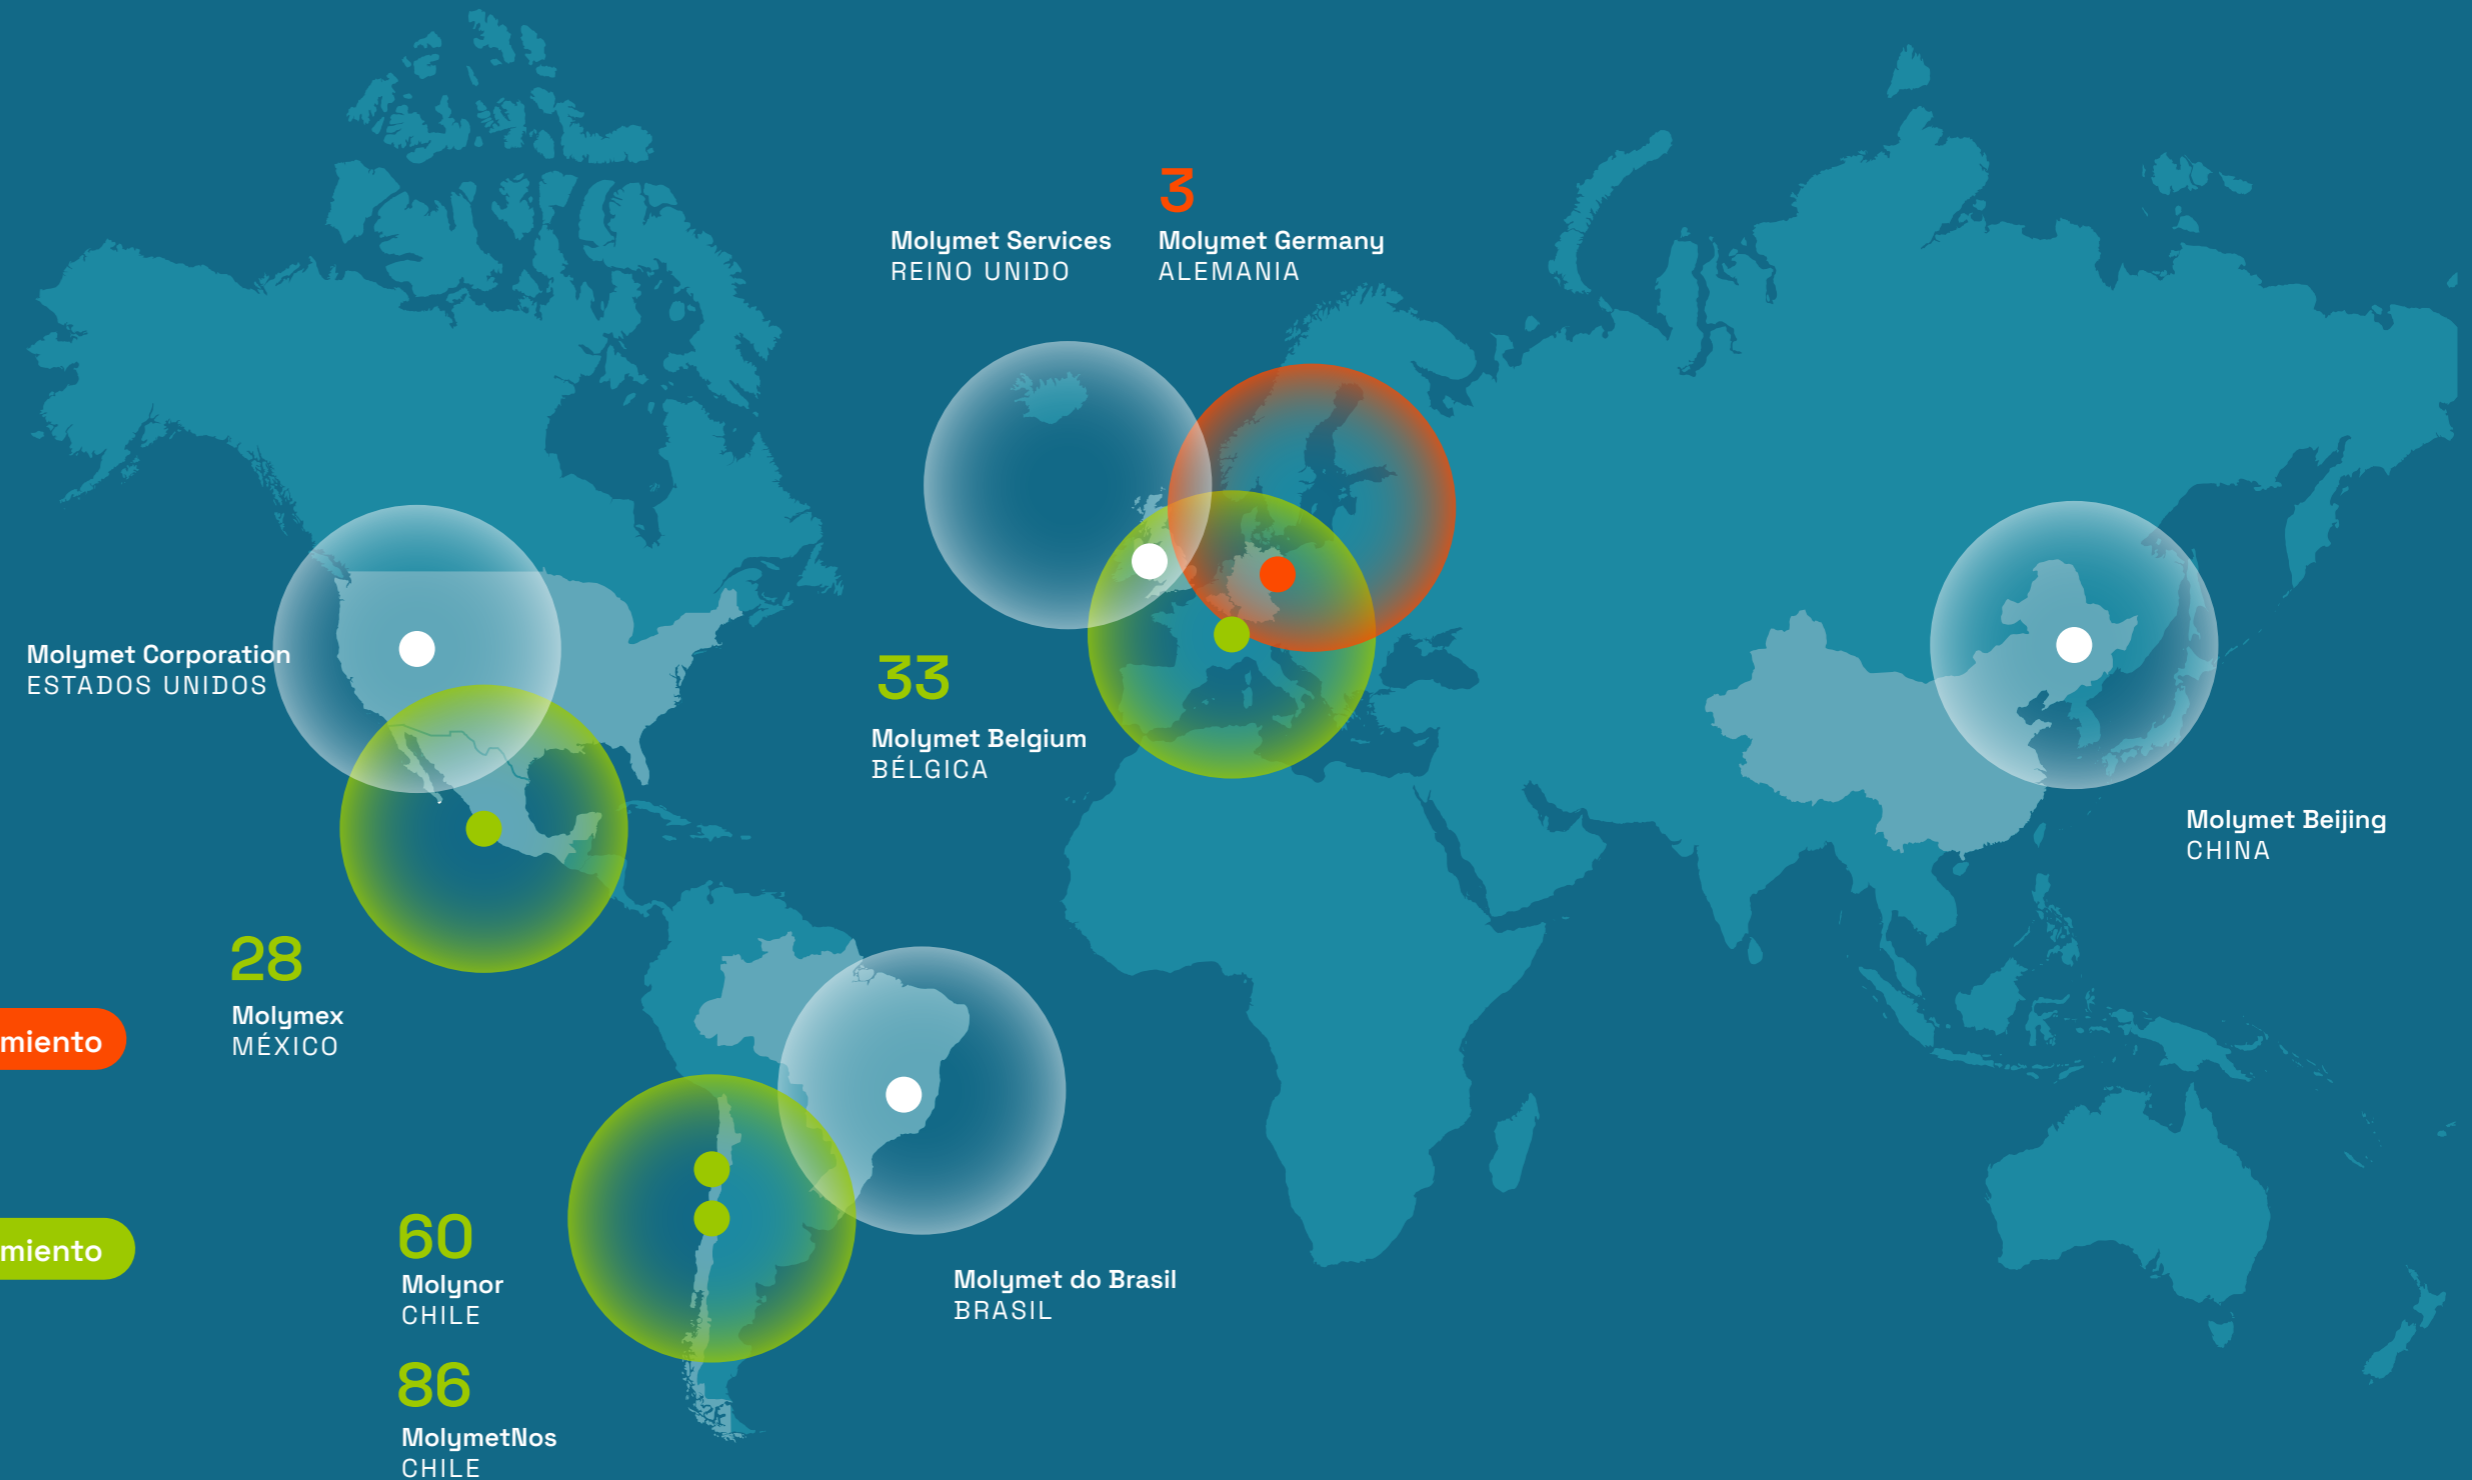 3
Molymet Services
REINO UNIDO
Molymet Germany
ALEMANIA
Molymet Corporation
ESTADOS UNIDOS
33
Molymet Belgium
BÉLGICA
Molymet Beijing
CHINA
28
Molymex
MÉXICO
miento
miento
60
Molynor
CHILE
Molymet do Brasil
BRASIL
86
MolymetNos
CHILE